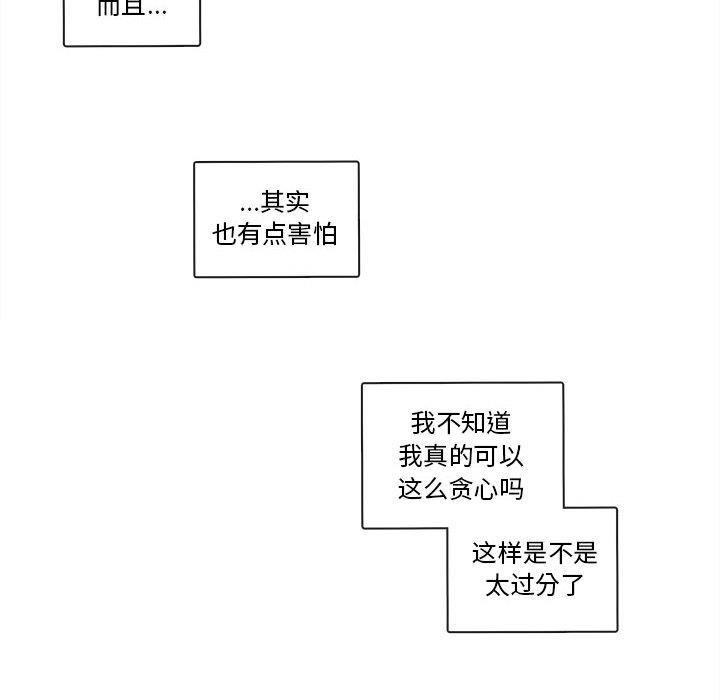 而且...
...其实
也有点害怕
我不知道
我真的可以
这么贪心吗
这样是不是
太过分了